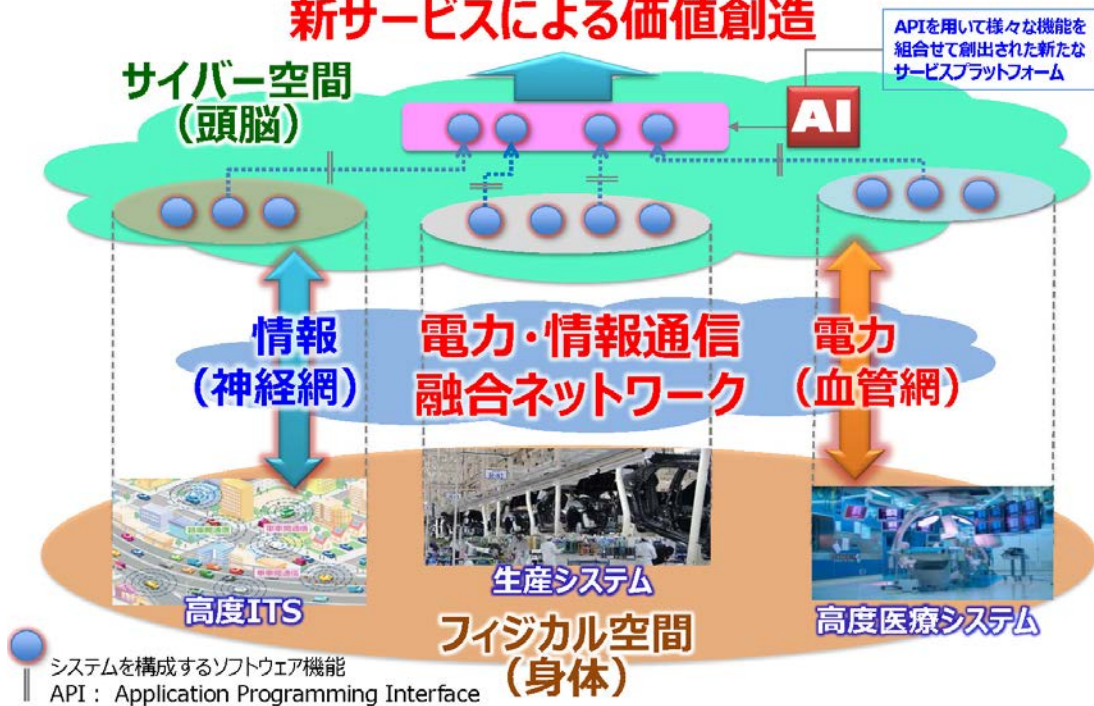 新サービスによる価値創造
APIを用いて様々な機能を
組合せて創出された新たな
サービスプラットフォーム
サイバー空間
（頭脳）
AI
情報
（神経網）
電力・情報通信
融合ネットワーク
電力
（血管網）
高度ITS
生産システム
高度医療システム
フィジカル空間
（身体）
システムを構成するソフトウェア機能
API： Application Programming Interface